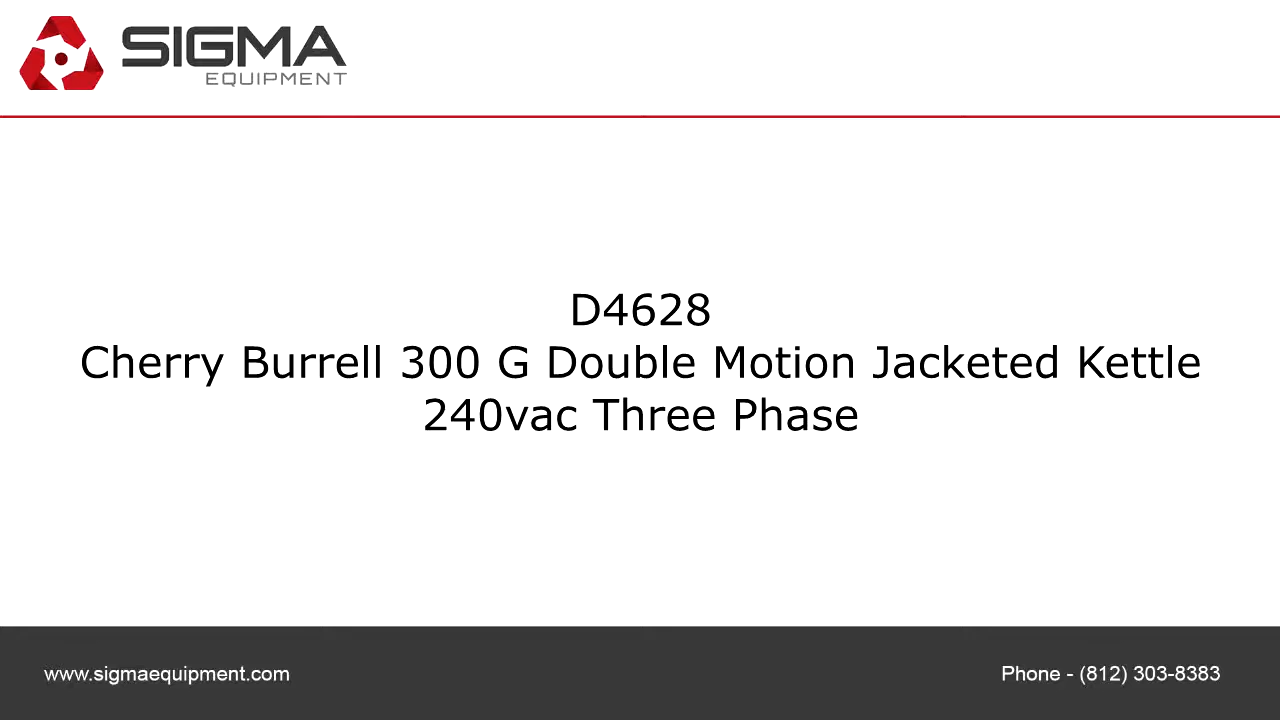 SIGMA
EQUIPMENT
D4628
Cherry Burrell 300 G Double Motion Jacketed Kettle
240vac Three Phase
www.sigmaequipment.com
Phone - (812) 303-8383